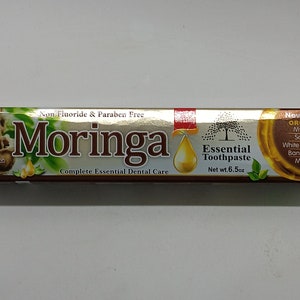 Non Fluoride & Paraben Free
Moringa
Complete Essential Dental Care
Essential
Toothpaste
Net wt. 6.5oz